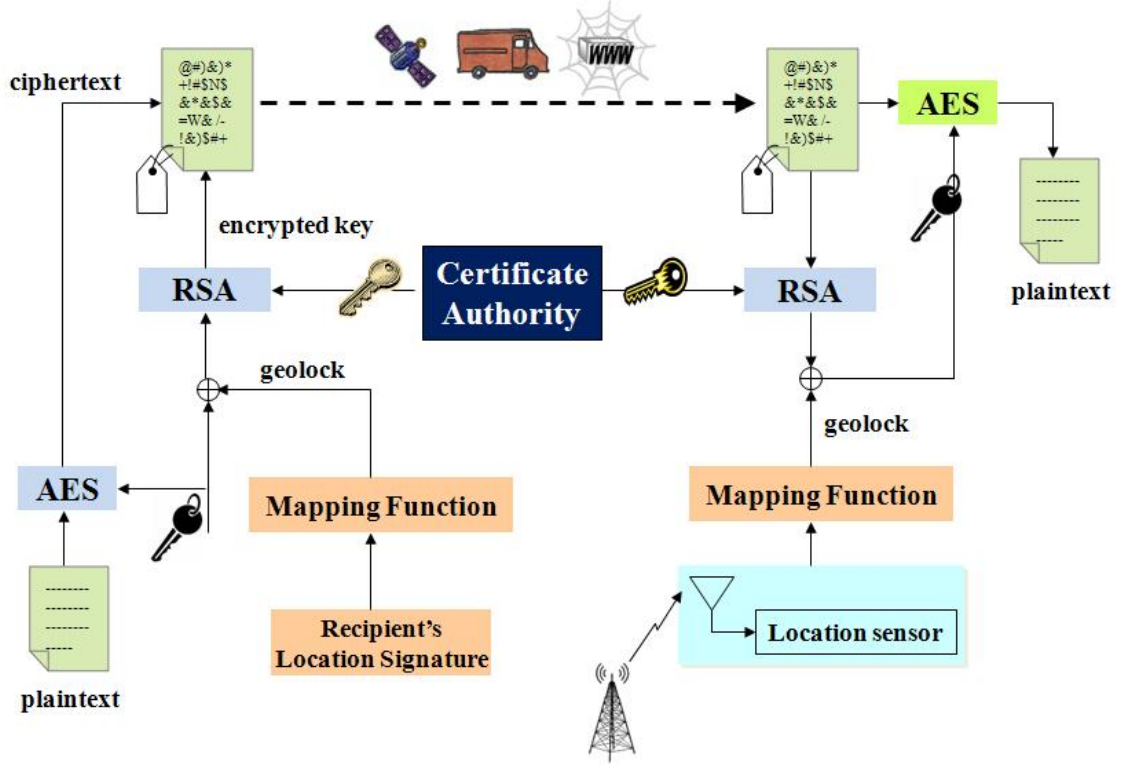 WWW
ciphertext
@#)&)*
+!#$N$
&*&$&
=W& /-
!&)$#+
@#)&)*
+!#$N$
&*&$&
=W& /-
!&)$#+
AES
encrypted key
plaintext
RSA
Certificate
Authority
RSA
geolock
geolock
AES
Mapping Function
Mapping Function
Recipient's
Location Signature
Location sensor
plaintext